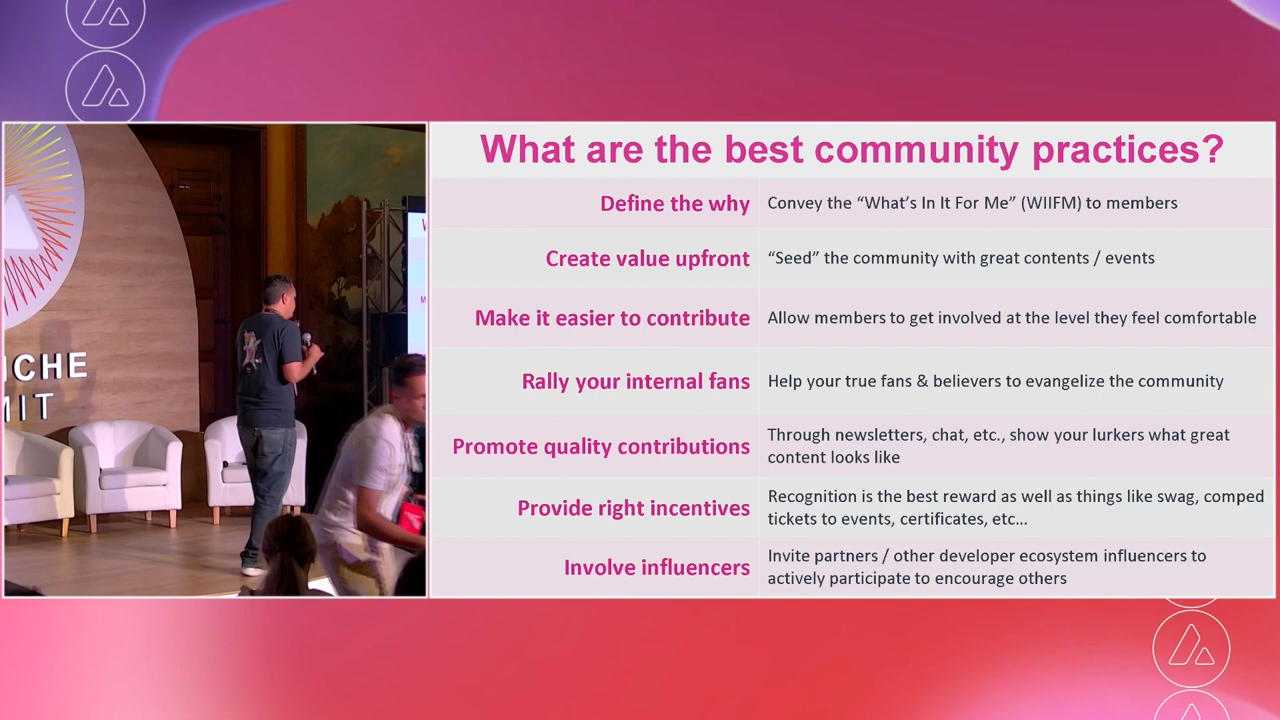 CHE
MIT
What are the best community practices?
Define the why
Convey the “What’s In It For Me” (WIIFM) to members
Create value upfront
“Seed” the community with great contents / events
Make it easier to contribute
Allow members to get involved at the level they feel comfortable
Rally your internal fans
Help your true fans & believers to evangelize the community
Promote quality contributions
Through newsletters, chat, etc., show your lurkers what great
content looks like
Provide right incentives
Recognition is the best reward as well as things like swag, comped
tickets to events, certificates, etc...
Involve influencers
Invite partners / other developer ecosystem influencers to
actively participate to encourage others